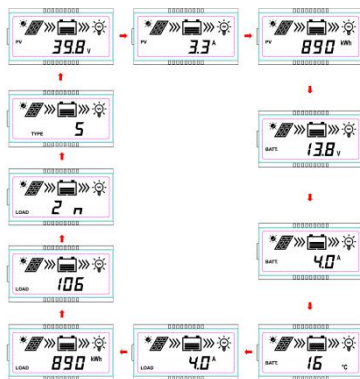 PV 39.8 V
PV 3.3 A
PV 890 kWh
TYPE 5
BATT. 13.8 V
LOAD 2 n
BATT. 4.0 A
LOAD 106
LOAD 890 kWh
LOAD 4.0 A
BATT. 16 °C